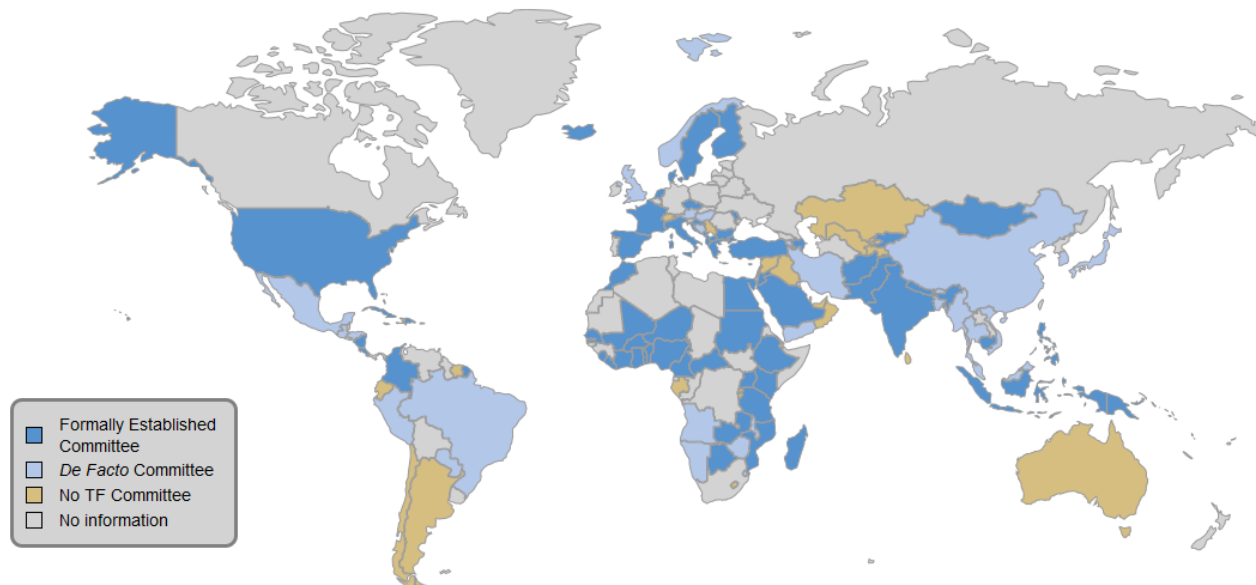 Formally Established
Committee
De Facto Committee
No TF Committee
No information